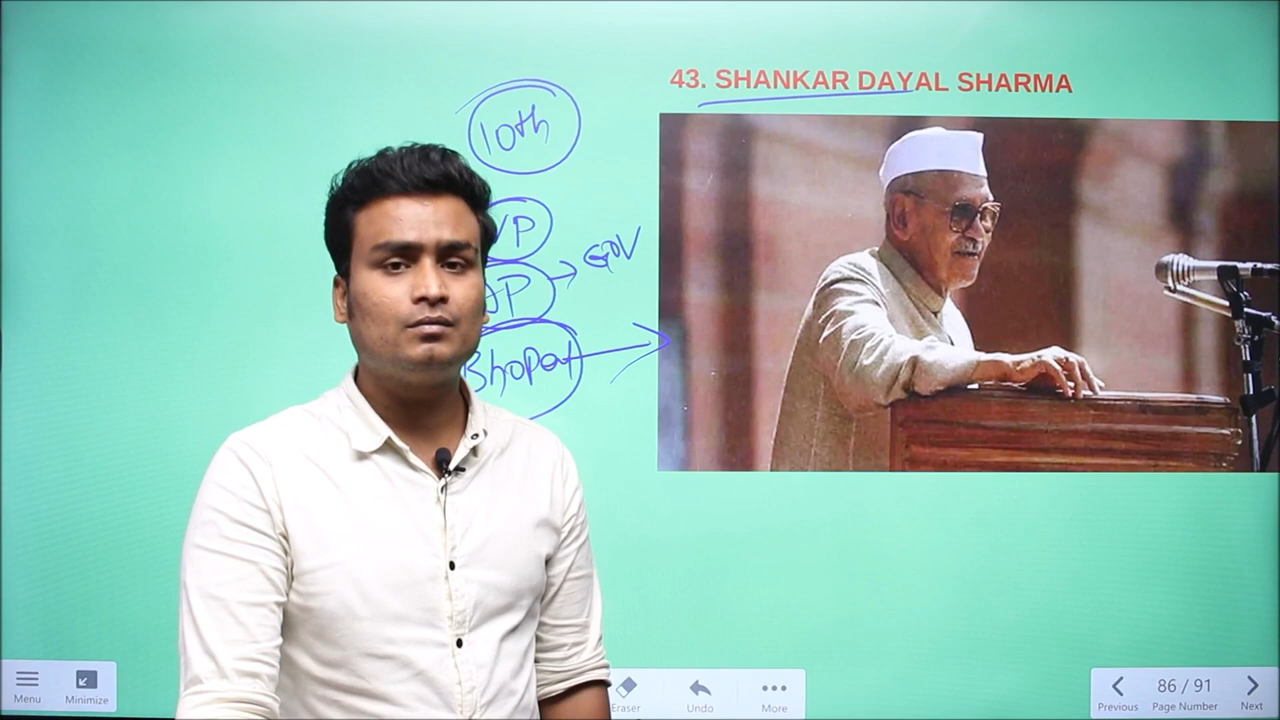 43. SHANKAR DAYAL SHARMA
10th
VP
AP → GOV
Bhopal
Menu
Minimize
Eraser
Undo
More
Previous
86 / 91
Page Number
Next